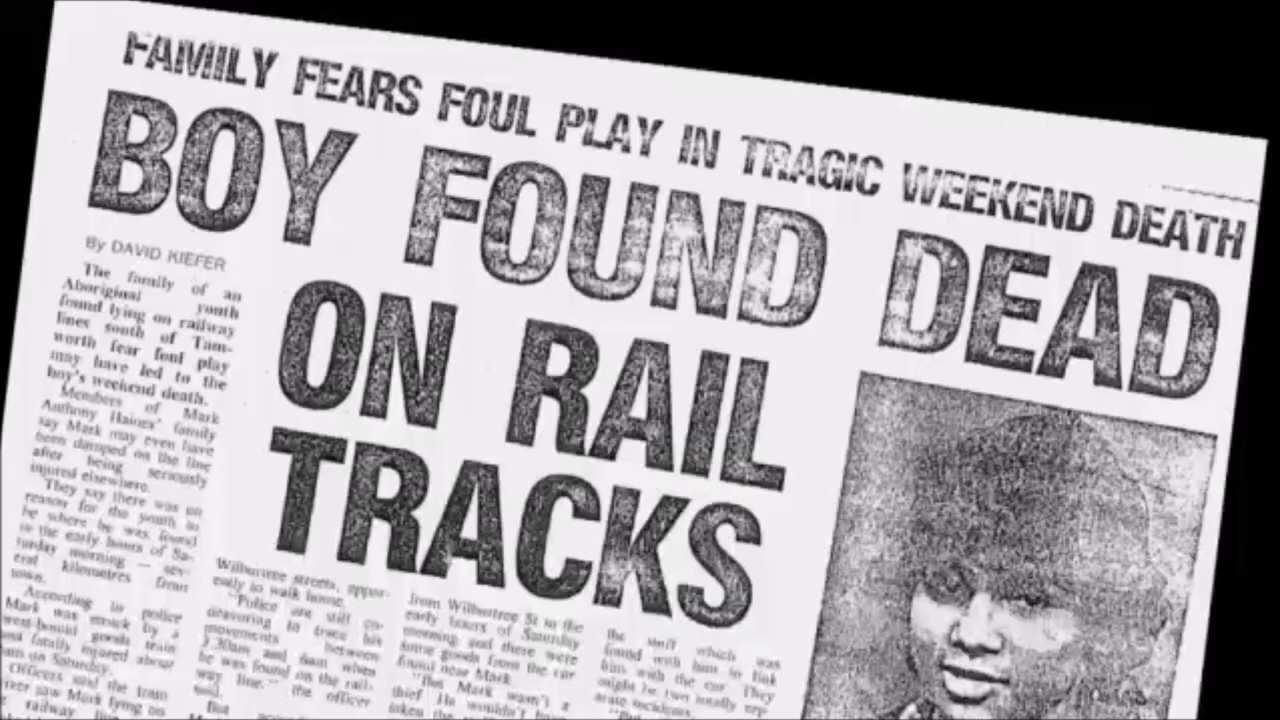 FAMILY FEARS FOUL PLAY IN TRAGIC WEEKEND DEATH
BOY FOUND DEAD
ON RAIL
TRACKS
By DAVID KIEFER
The family of an
Aboriginal youth
found lying on railway
lines south of Tam-
worth fear foul play
may have led to the
boy's weekend death.
Members of Mark
Anthony Haines' family
say Mark may even have
been dumped on the line
after being seriously
injured elsewhere.
They say there was no
reason for the youth to
be where he was found
in the early hours of Sa-
turday morning — sev-
eral kilometres from
town.
According to police
Mark was struck by a
west-bound goods train
and fatally injured about
am on Saturday.
Officers said the train
saw Mark lying on
railway
Wilburtree streets, appar-
ently to walk home.
"Police are still en-
deavoring to trace his
movements between
3.30am and 6am when
he was found on the rail-
way line," the officer
said.
But
from Wilburtree St in the
early hours of Saturday
morning, and there were
some goods from the car
found near Mark.
"But Mark wasn't a
thief. He wouldn't have
taken the
the stuff which was
found with him to link
him with the car. They
might be two totally sep-
arate incidents.